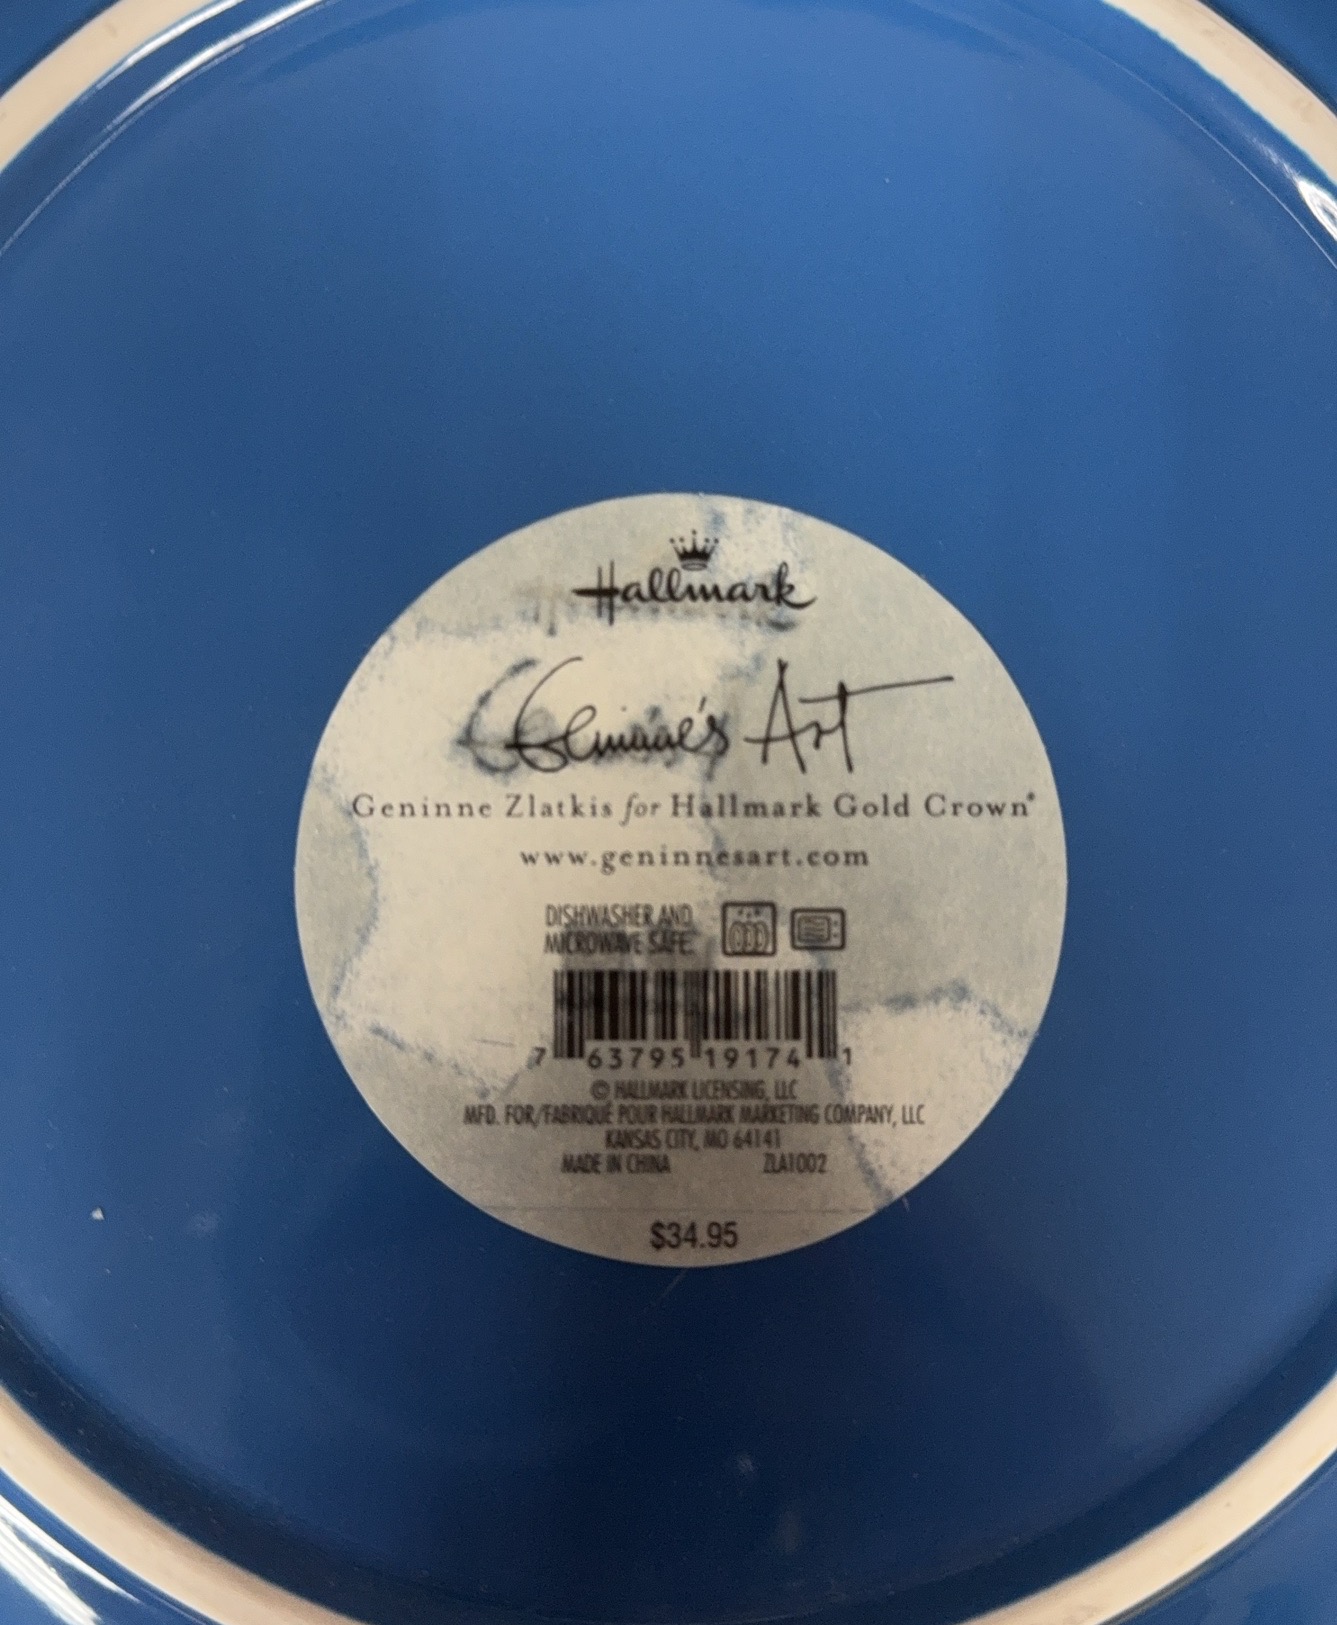 Hallmark
Geninne's Art
Geninne Zlatkis for Hallmark Gold Crown®
www.geninnesart.com
DISHWASHER AND
MICROWAVE SAFE.
7 63795 19174 1
© HALLMARK LICENSING, LLC
MFD. FOR/FABRIQUÉ POUR HALLMARK MARKETING COMPANY, LLC
KANSAS CITY, MO 64141
MADE IN CHINA ZLA1002
$34.95